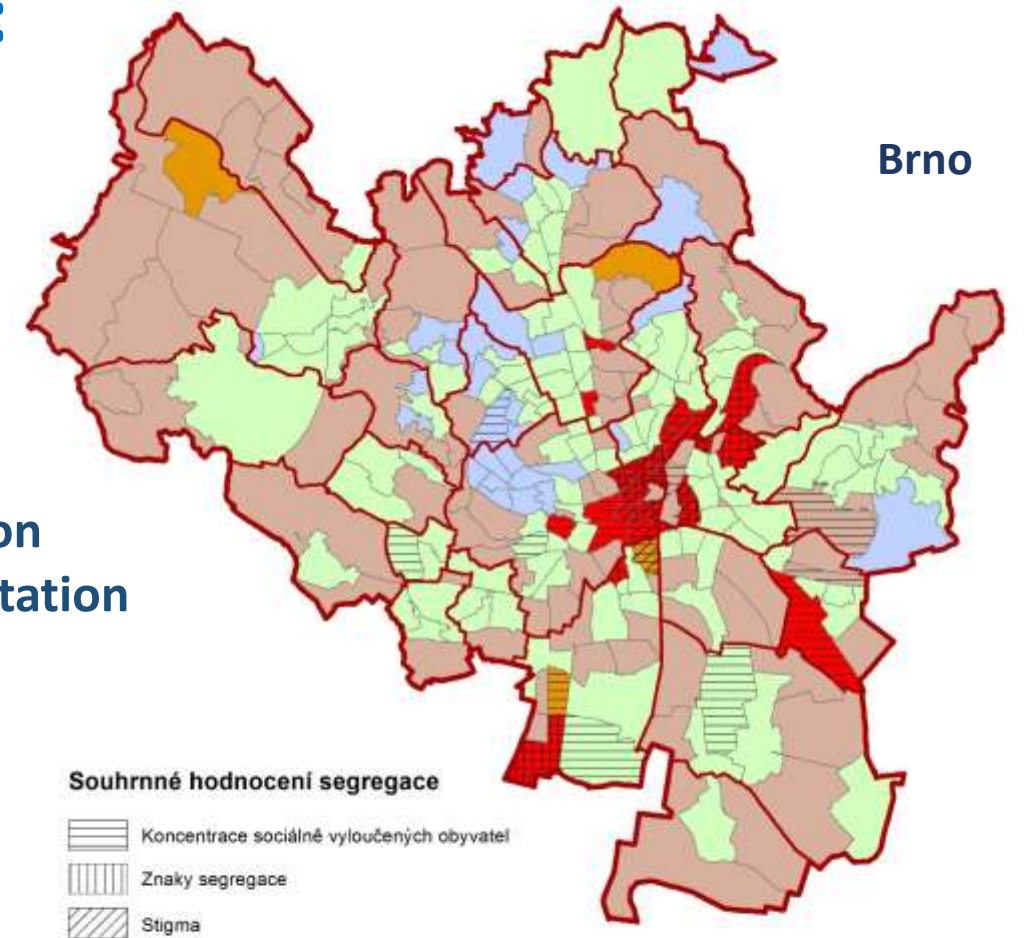 :
Brno
on
tation
Souhrnné hodnocení segregace
Koncentrace sociálně vyloučených obyvatel
Znaky segregace
Stigma